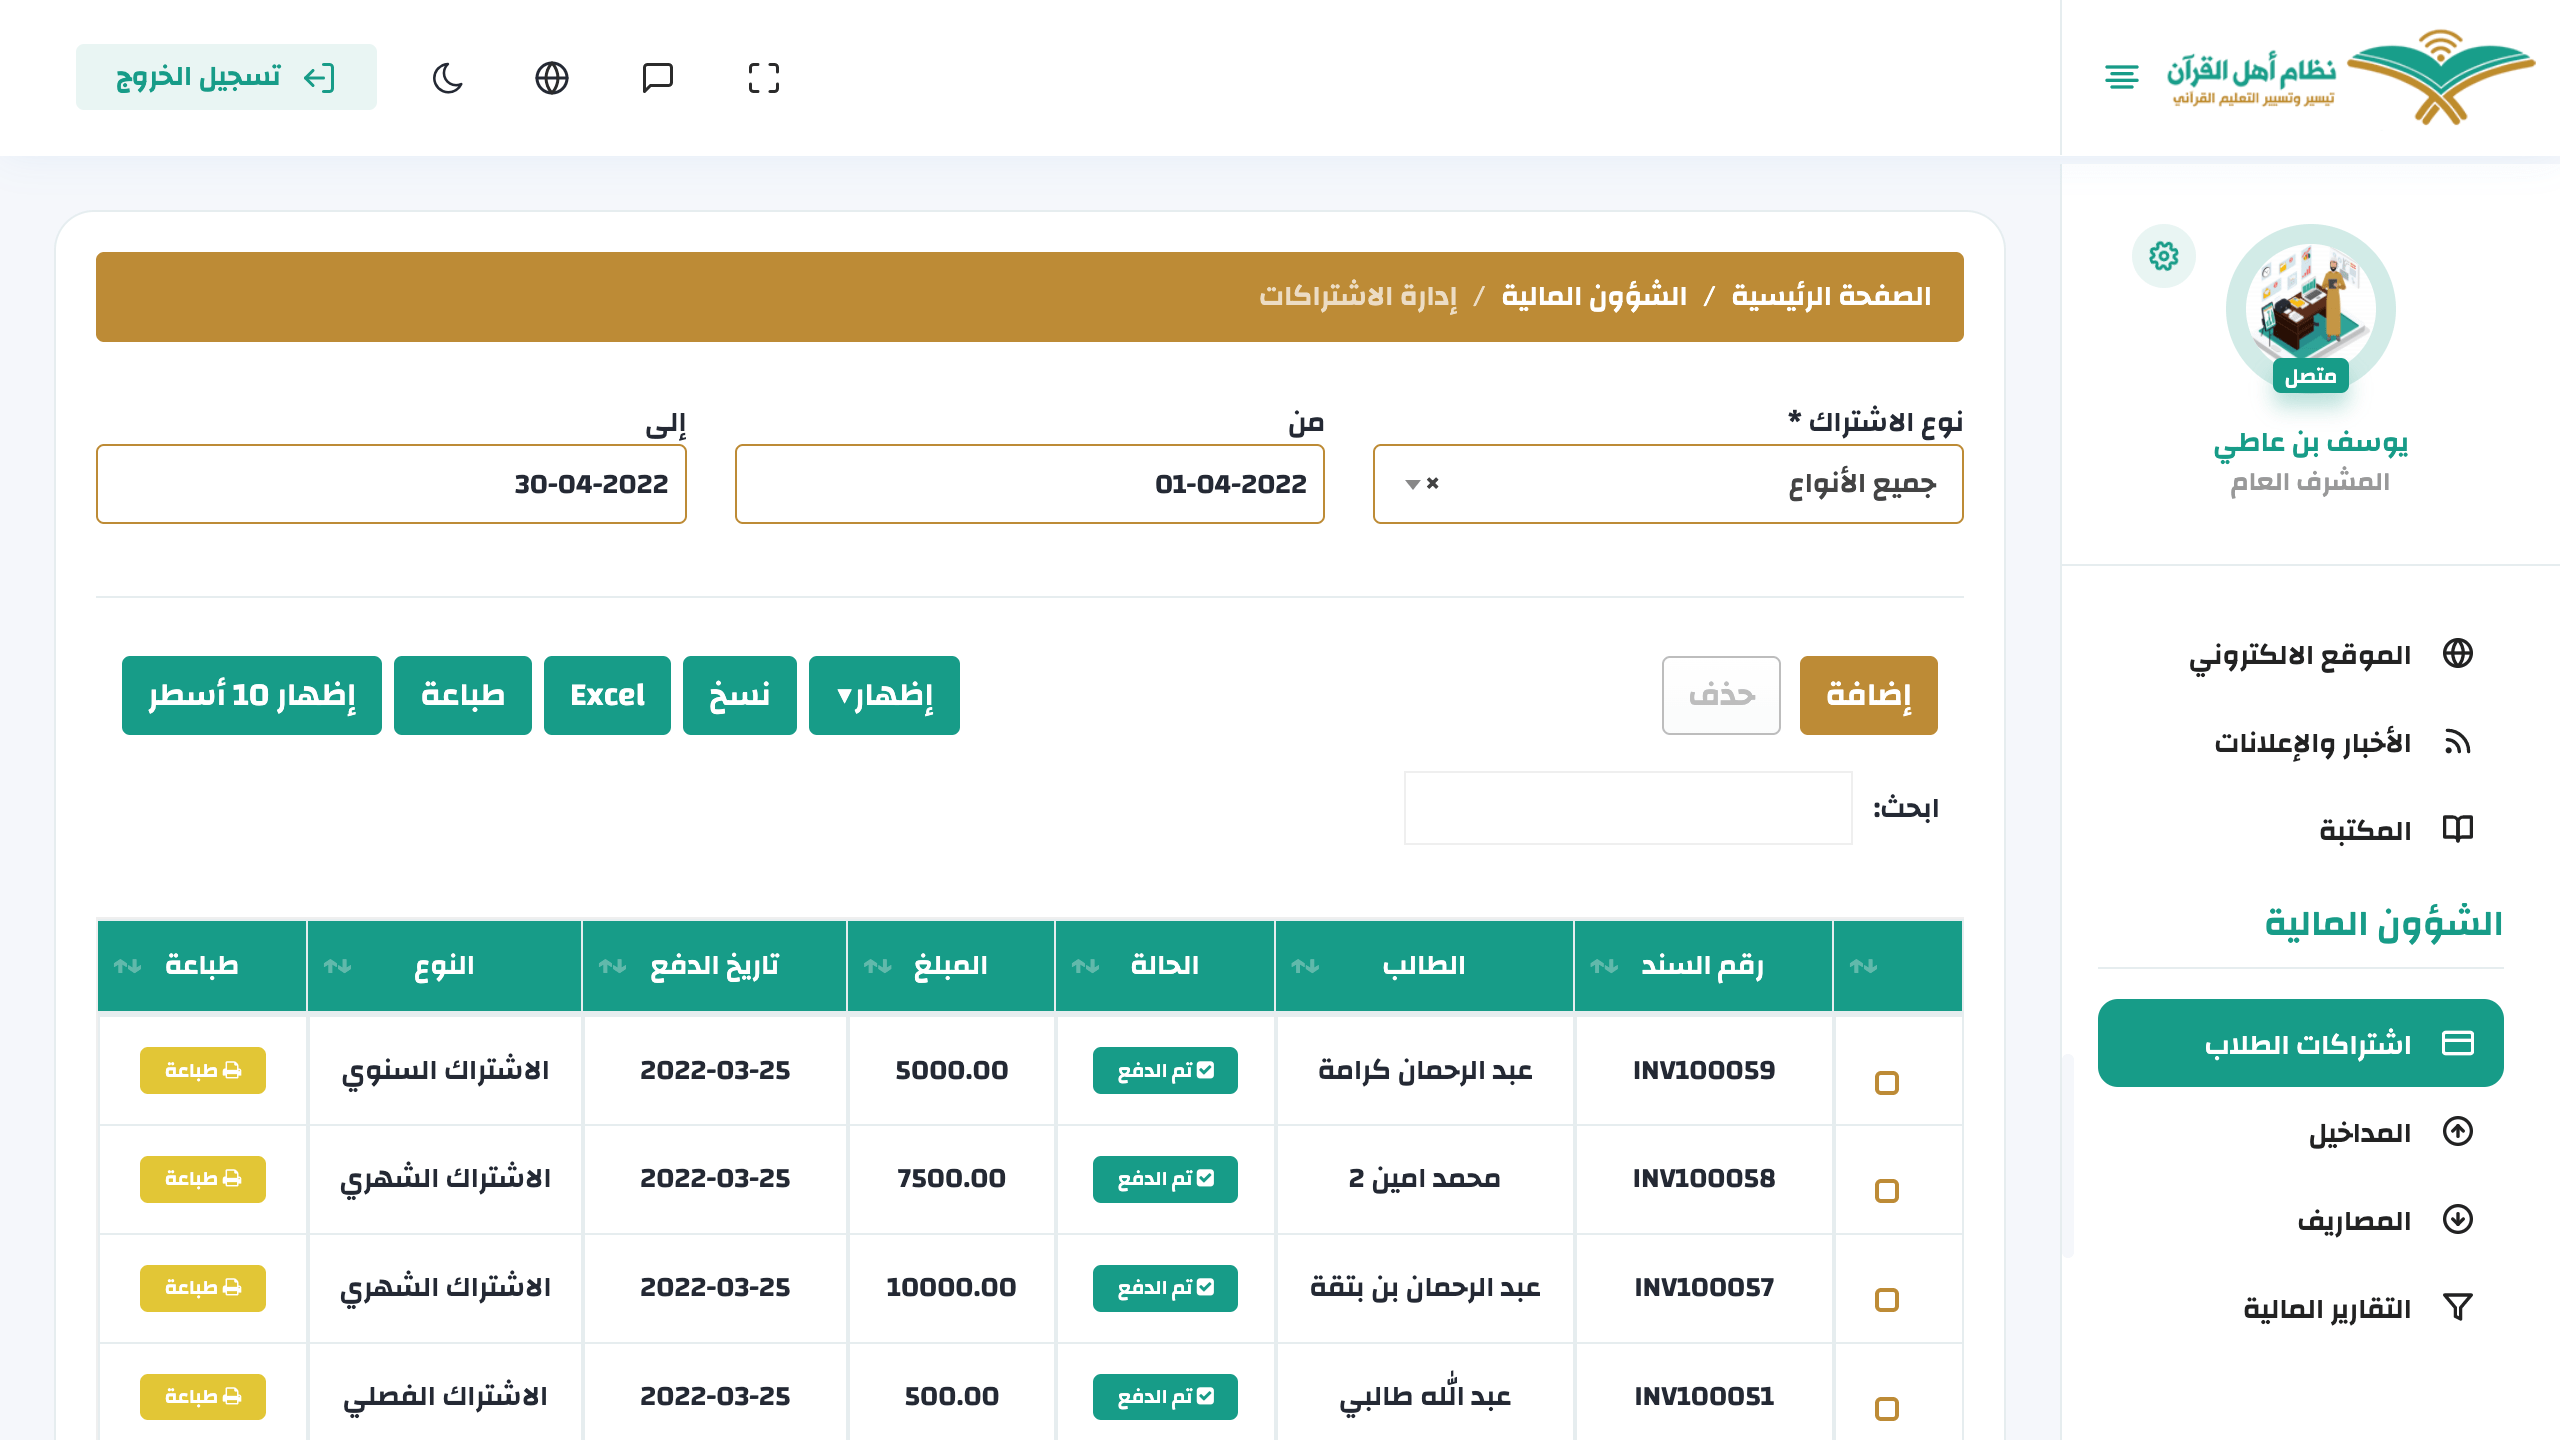 نظام أهل القرآن
تيسير وتسيير التعليم القرآني
تسجيل الخروج
متصل
يوسف بن عاطي
المشرف العام
الموقع الالكتروني
الأخبار والإعلانات
المكتبة
الشؤون المالية
اشتراكات الطلاب
المداخيل
المصاريف
التقارير المالية
الصفحة الرئيسية / الشؤون المالية / إدارة الاشتراكات
نوع الاشتراك * من إلى
جميع الأنواع × 01-04-2022 30-04-2022
إضافة حذف إظهار▼ نسخ Excel طباعة إظهار 10 أسطر
ابحث:
رقم السند الطالب الحالة المبلغ تاريخ الدفع النوع طباعة
INV100059 عبد الرحمان كرامة تم الدفع 5000.00 2022-03-25 الاشتراك السنوي طباعة
INV100058 محمد امين 2 تم الدفع 7500.00 2022-03-25 الاشتراك الشهري طباعة
INV100057 عبد الرحمان بن بتقة تم الدفع 10000.00 2022-03-25 الاشتراك الشهري طباعة
INV100051 عبد الله طالبي تم الدفع 500.00 2022-03-25 الاشتراك الفصلي طباعة